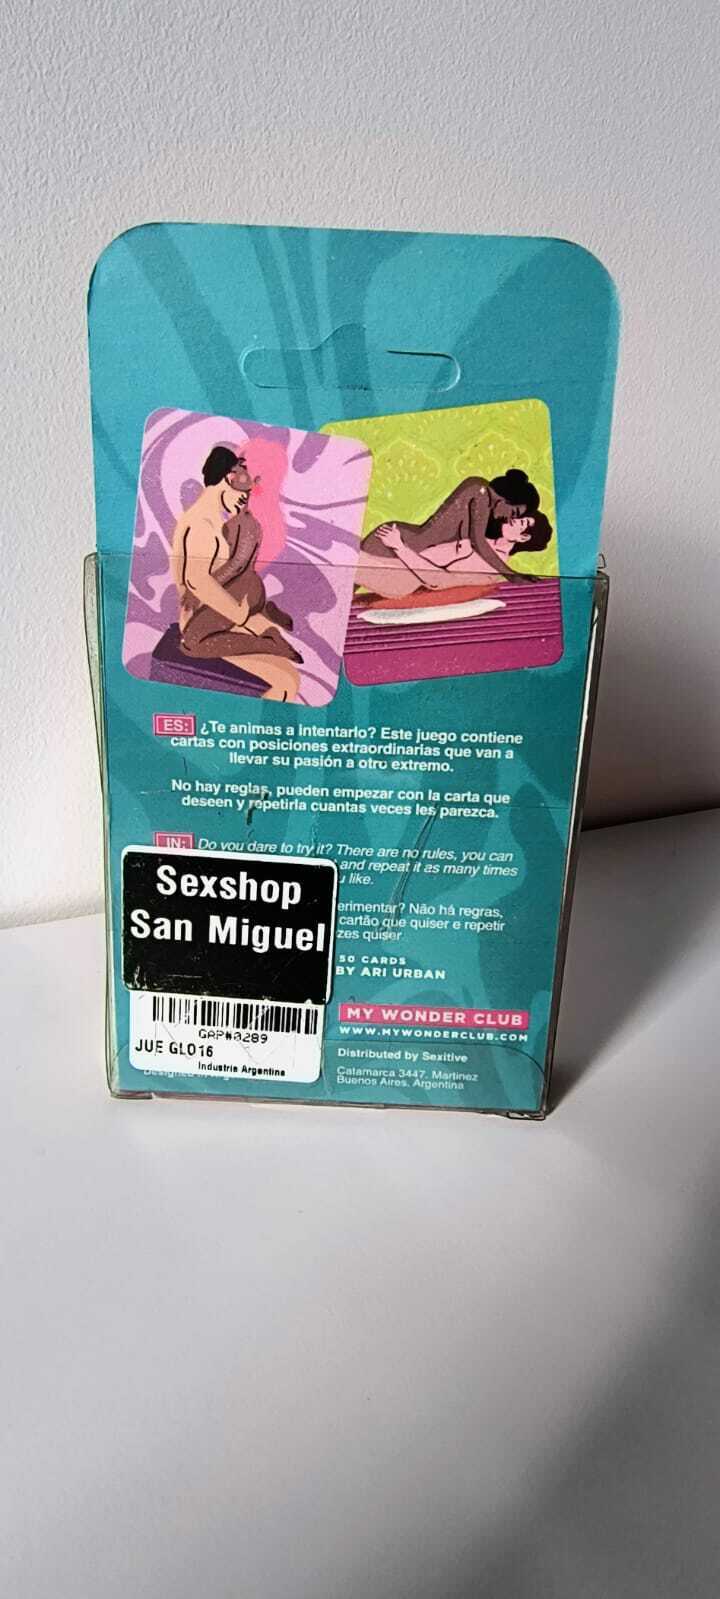 ES: ¿Te animas a intentarlo? Este juego contiene
cartas con posiciones extraordinarias que van a
llevar su pasión a otro extremo.
No hay reglas, pueden empezar con la carta que
deseen y repetirla cuantas veces les parezca.
IN: Do you dare to try it? There are no rules, you can
and repeat it as many times
like.
erimentar? Não há regras,
cartão que quiser e repetir
zes quiser.
50 CARDS
BY ARI URBAN
MY WONDER CLUB
WWW.MYWONDERCLUB.COM
Distributed by Sexitive
Catamarca 3447. Martinez
Buenos Aires, Argentina
Sexshop
San Miguel
GAP#0289
JUE GLO16
Industria Argentina